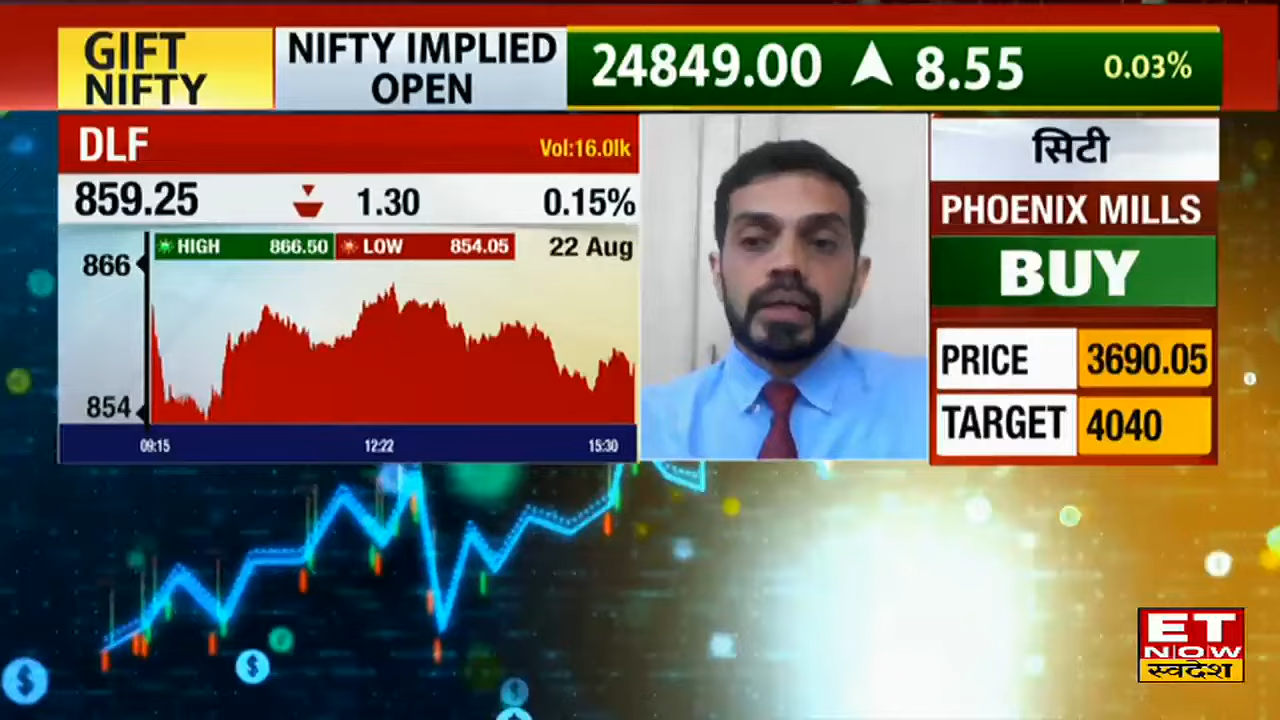 GIFT
NIFTY
NIFTY IMPLIED
OPEN
24849.00 8.55 0.03%
DLF
Vol:16.0lk
859.25 1.30 0.15%
HIGH 866.50 LOW 854.05 22 Aug
866
854
09:15 12:22 15:30
सिटी
PHOENIX MILLS
BUY
PRICE 3690.05
TARGET 4040
ET
NOW
स्वदेश